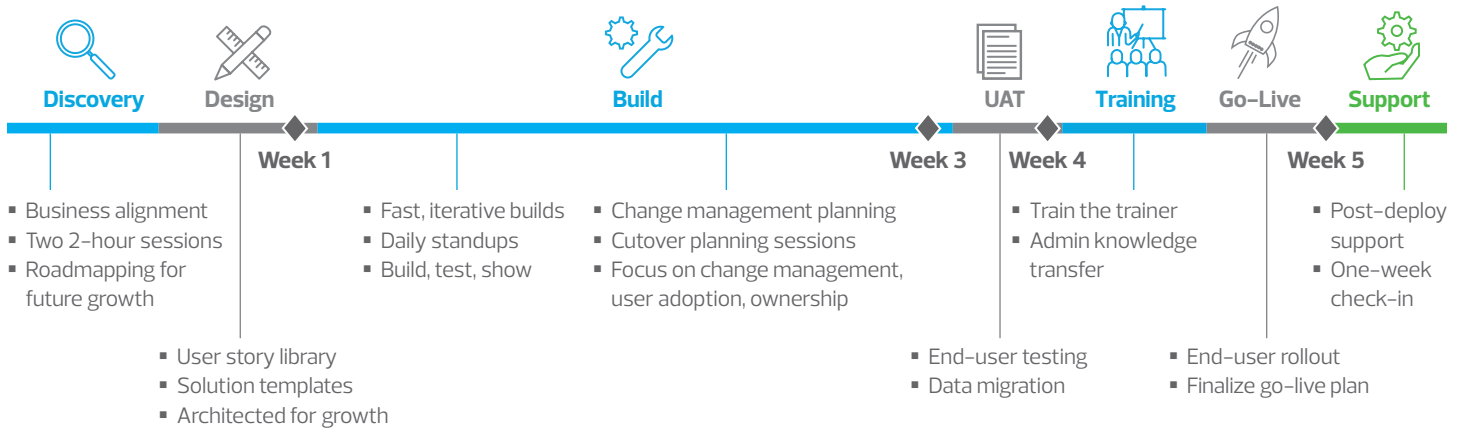 Discovery
Design
Build
UAT
Training
Go-Live
Support
Week 1
Week 3
Week 4
Week 5
▪ Business alignment
▪ Two 2-hour sessions
▪ Roadmapping for
future growth
▪ Fast, iterative builds
▪ Daily standups
▪ Build, test, show
▪ Change management planning
▪ Cutover planning sessions
▪ Focus on change management,
user adoption, ownership
▪ Train the trainer
▪ Admin knowledge
transfer
▪ Post-deploy
support
▪ One-week
check-in
▪ User story library
▪ Solution templates
▪ Architected for growth
▪ End-user testing
▪ Data migration
▪ End-user rollout
▪ Finalize go-live plan